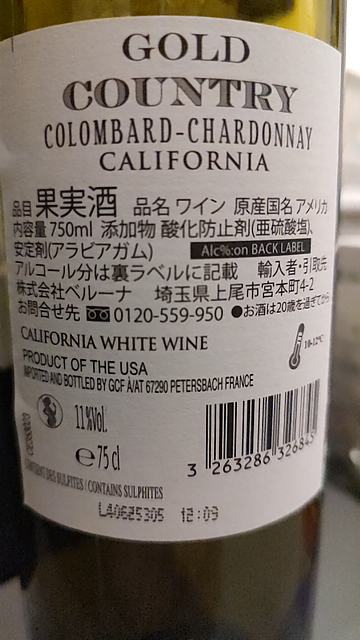 GOLD
COUNTRY
COLOMBARD-CHARDONNAY
CALIFORNIA
品目 果実酒 品名 ワイン 原産国名 アメリカ
内容量 750ml 添加物 酸化防止剤(亜硫酸塩)、
安定剤(アラビアガム) Alc%:on BACK LABEL
アルコール分は裏ラベルに記載 輸入者・引取先
株式会社ベルーナ 埼玉県上尾市宮本町4-2
お問合せ先 0120-559-950 ●お酒は20歳を過ぎてから
CALIFORNIA WHITE WINE
10-12°C
PRODUCT OF THE USA
IMPORTED AND BOTTLED BY GCF À/AT 67290 PETERSBACH FRANCE
11%Vol.
℮75 cl
3 263286 326845
CONTIENT DES SULFITES / CONTAINS SULPHITES
L40625305 12:09